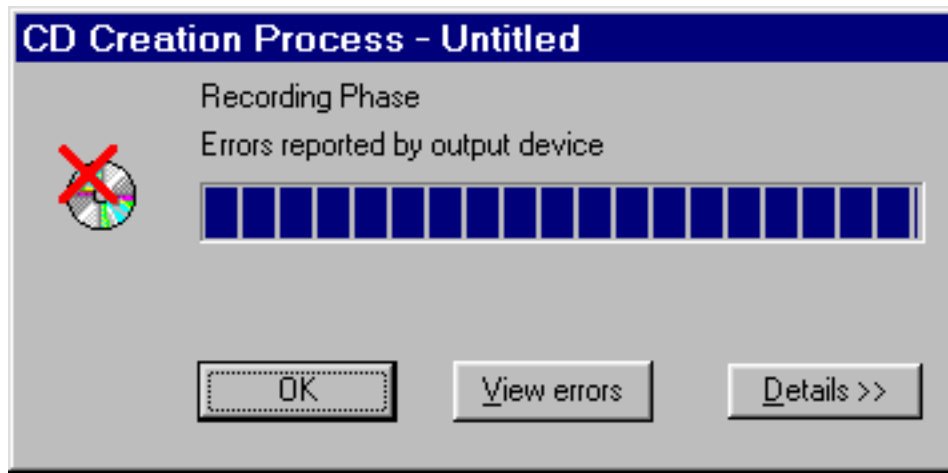 CD Creation Process - Untitled
Recording Phase
Errors reported by output device
OK
View errors
Details >>